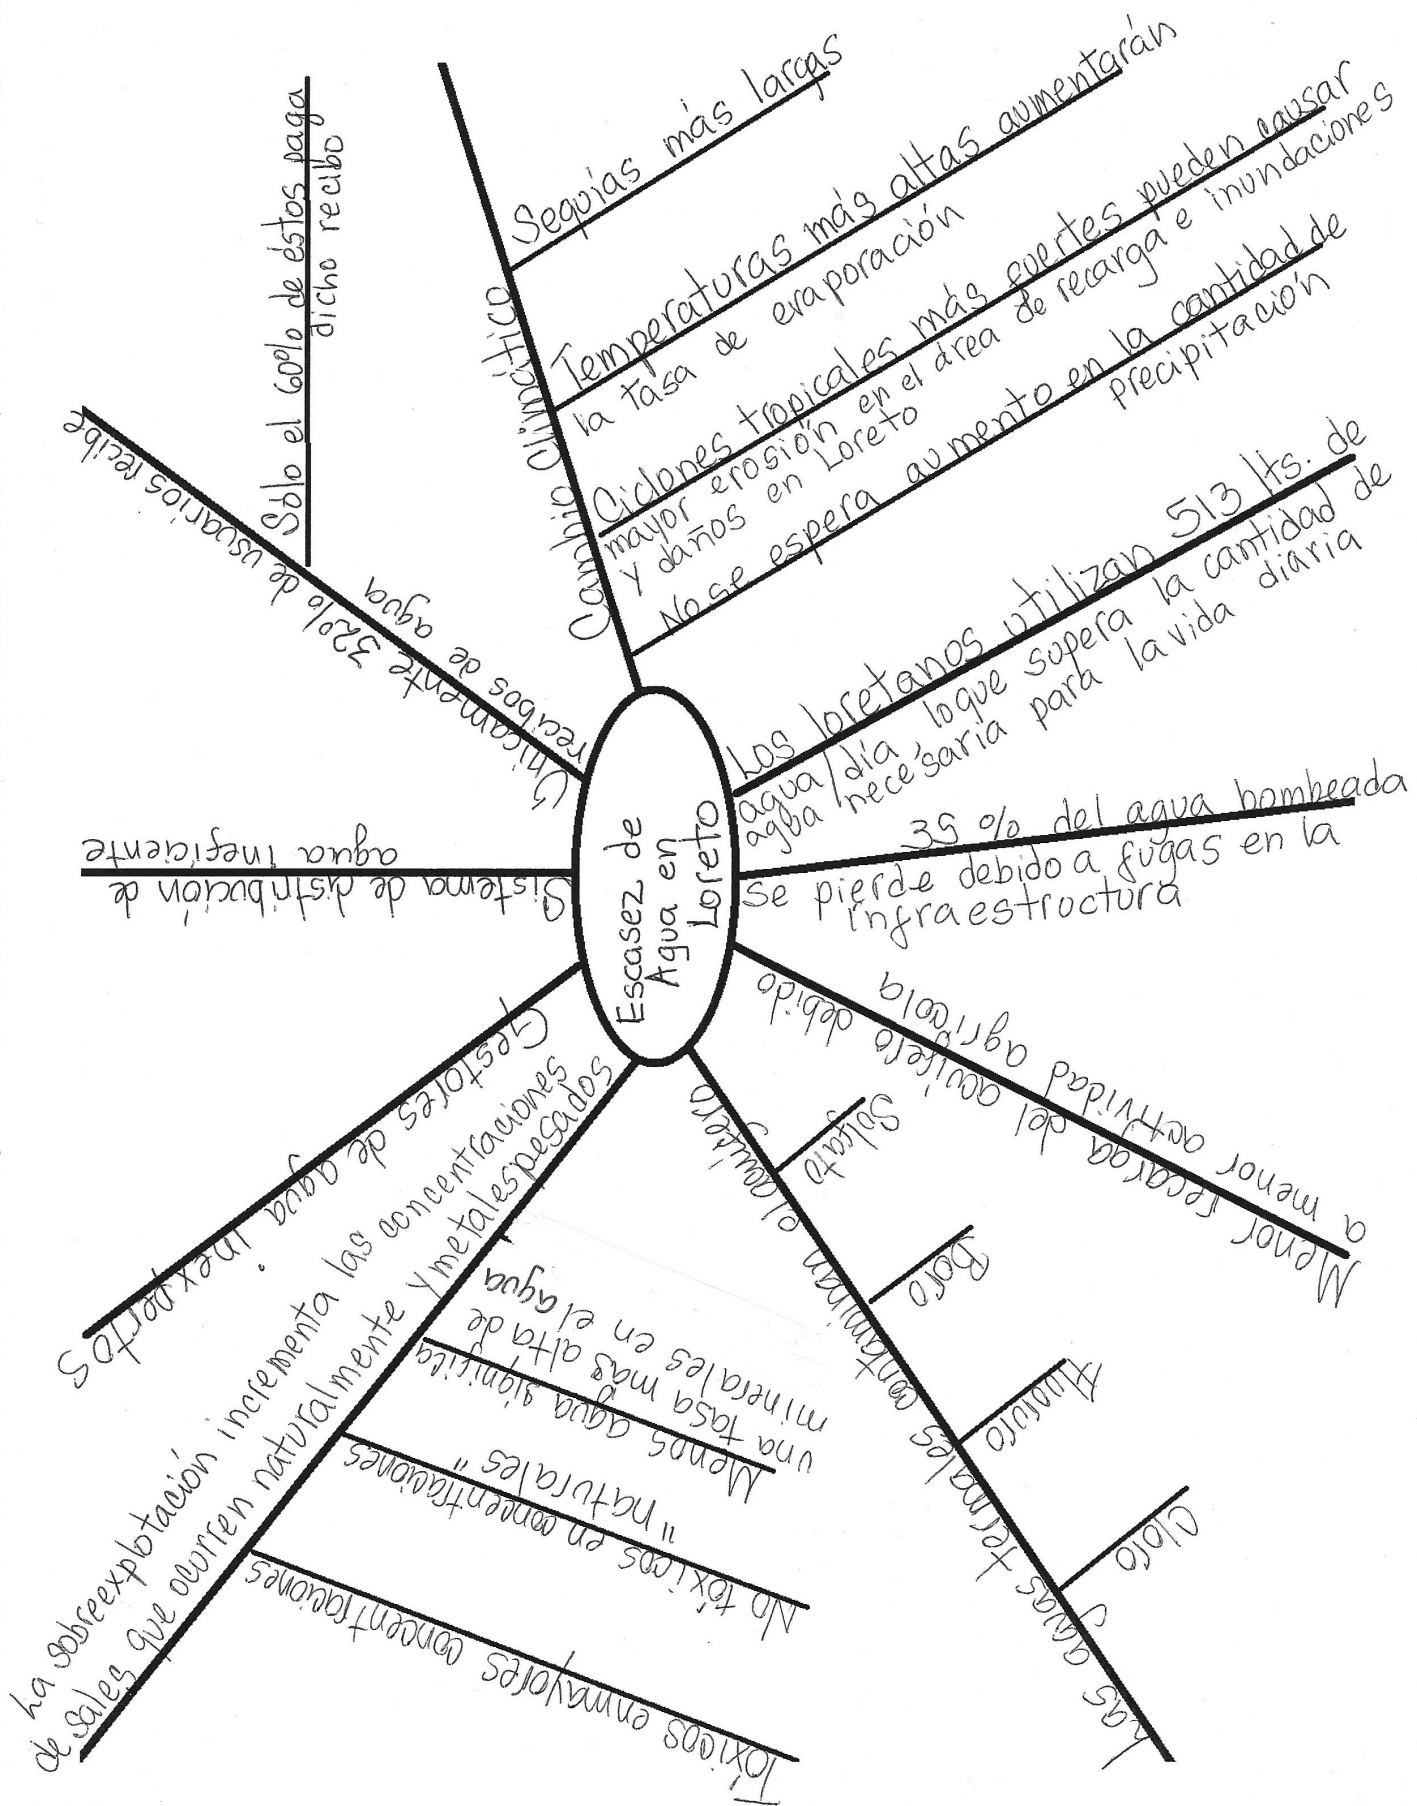 Escasez de
Agua en
Loreto
Cambio climático
Sequías más largas
Temperaturas más altas aumentarán
la tasa de evaporación
Ciclones tropicales más fuertes pueden causar
mayor erosión en el área de recarga e inundaciones
y daños en Loreto
No se espera aumento en la cantidad de
precipitación
Los loretanos utilizan 513 lts. de
agua/día, lo que supera la cantidad de
agua necesaria para la vida diaria
35 % del agua bombeada
se pierde debido a fugas en la
infraestructura
Menor recarga del acuífero debido
a menor actividad agrícola
Las aguas termales contaminan el acuífero
Sulfato
Boro
Fluoruro
Cloro
La sobreexplotación incrementa las concentraciones
de sales que ocurren naturalmente y metales pesados
Menos agua significa
una tasa más alta de
minerales en el agua
No tóxicos en concentraciones
"naturales"
Tóxicos en mayores concentraciones
Gestores de agua inexpertos
Sistema de distribución de
agua ineficiente
Únicamente 32% de usuarios recibe
recibos de agua
Sólo el 60% de éstos paga
dicho recibo